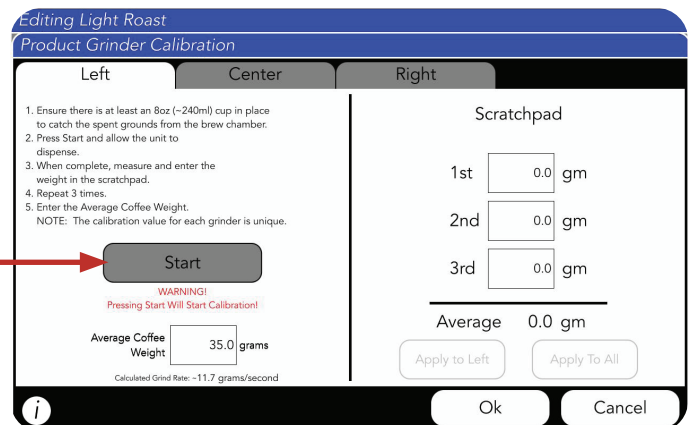 Editing Light Roast
Product Grinder Calibration
Left
Center
Right
1. Ensure there is at least an 8oz (~240ml) cup in place
to catch the spent grounds from the brew chamber.
2. Press Start and allow the unit to
dispense.
3. When complete, measure and enter the
weight in the scratchpad.
4. Repeat 3 times.
5. Enter the Average Coffee Weight.
NOTE: The calibration value for each grinder is unique.
Start
WARNING!
Pressing Start Will Start Calibration!
Average Coffee
Weight
35.0 grams
Calculated Grind Rate: ~11.7 grams/second
Scratchpad
1st 0.0 gm
2nd 0.0 gm
3rd 0.0 gm
Average 0.0 gm
Apply to Left
Apply To All
i
Ok
Cancel